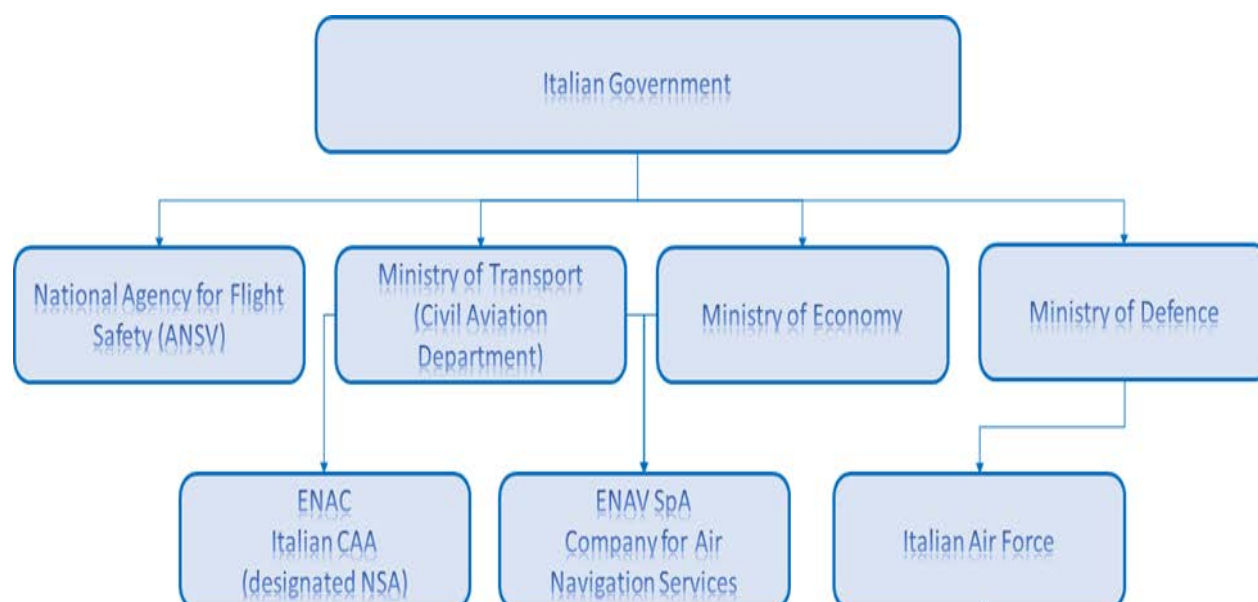 Italian Government
National Agency for Flight
Safety (ANSV)
Ministry of Transport
(Civil Aviation
Department)
Ministry of Economy
Ministry of Defence
ENAC
Italian CAA
(designated NSA)
ENAV SpA
Company for Air
Navigation Services
Italian Air Force